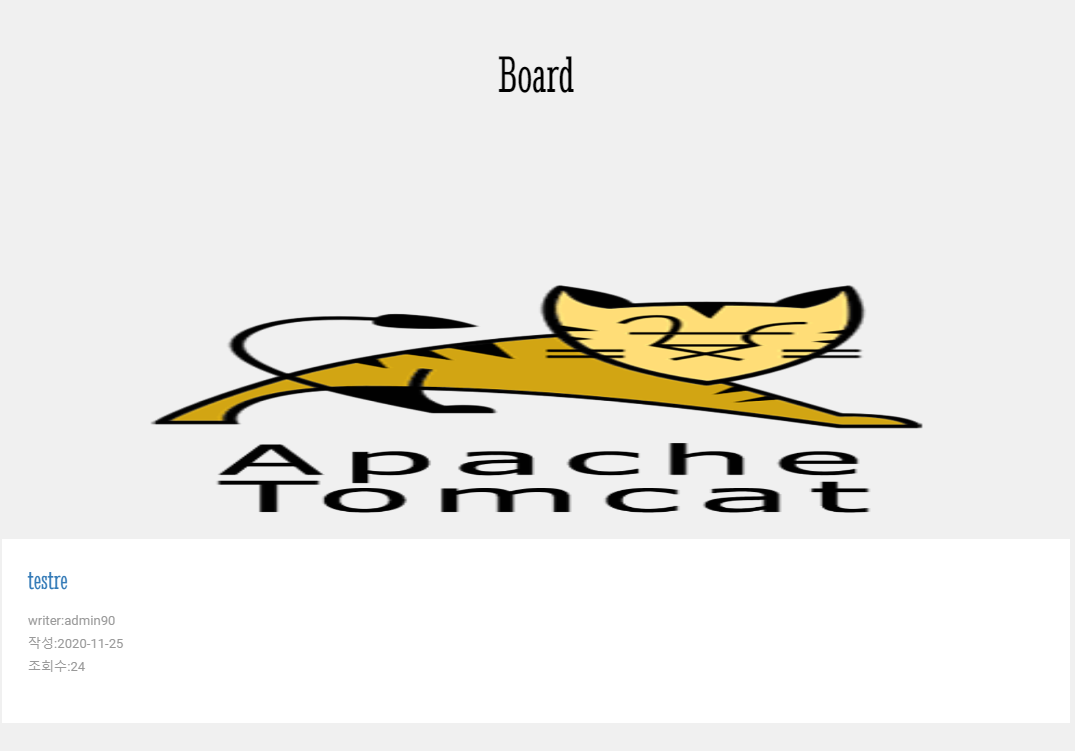 Board
Apache
Tomcat
testre
writer:admin90
작성:2020-11-25
조회수:24